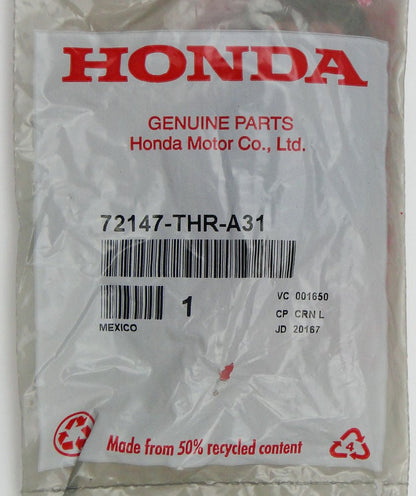 HONDA
GENUINE PARTS
Honda Motor Co., Ltd.
72147-THR-A31
1
VC 001650
CP CRN L
JD 20167
MEXICO
Made from 50% recycled content
4